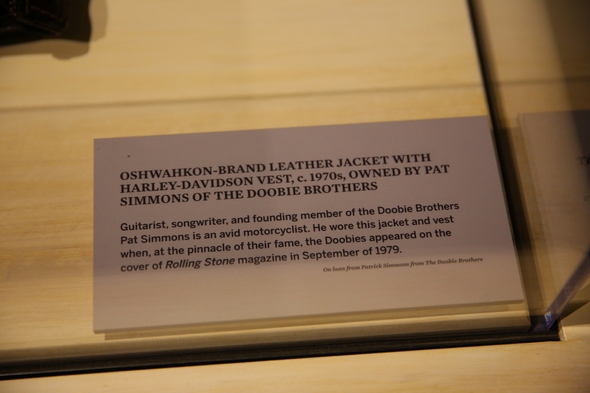 OSHWAHKON-BRAND LEATHER JACKET WITH
HARLEY-DAVIDSON VEST, c. 1970s, OWNED BY PAT
SIMMONS OF THE DOOBIE BROTHERS
Guitarist, songwriter, and founding member of the Doobie Brothers
Pat Simmons is an avid motorcyclist. He wore this jacket and vest
when, at the pinnacle of their fame, the Doobies appeared on the
cover of Rolling Stone magazine in September of 1979.
On loan from Patrick Simmons from The Doobie Brothers